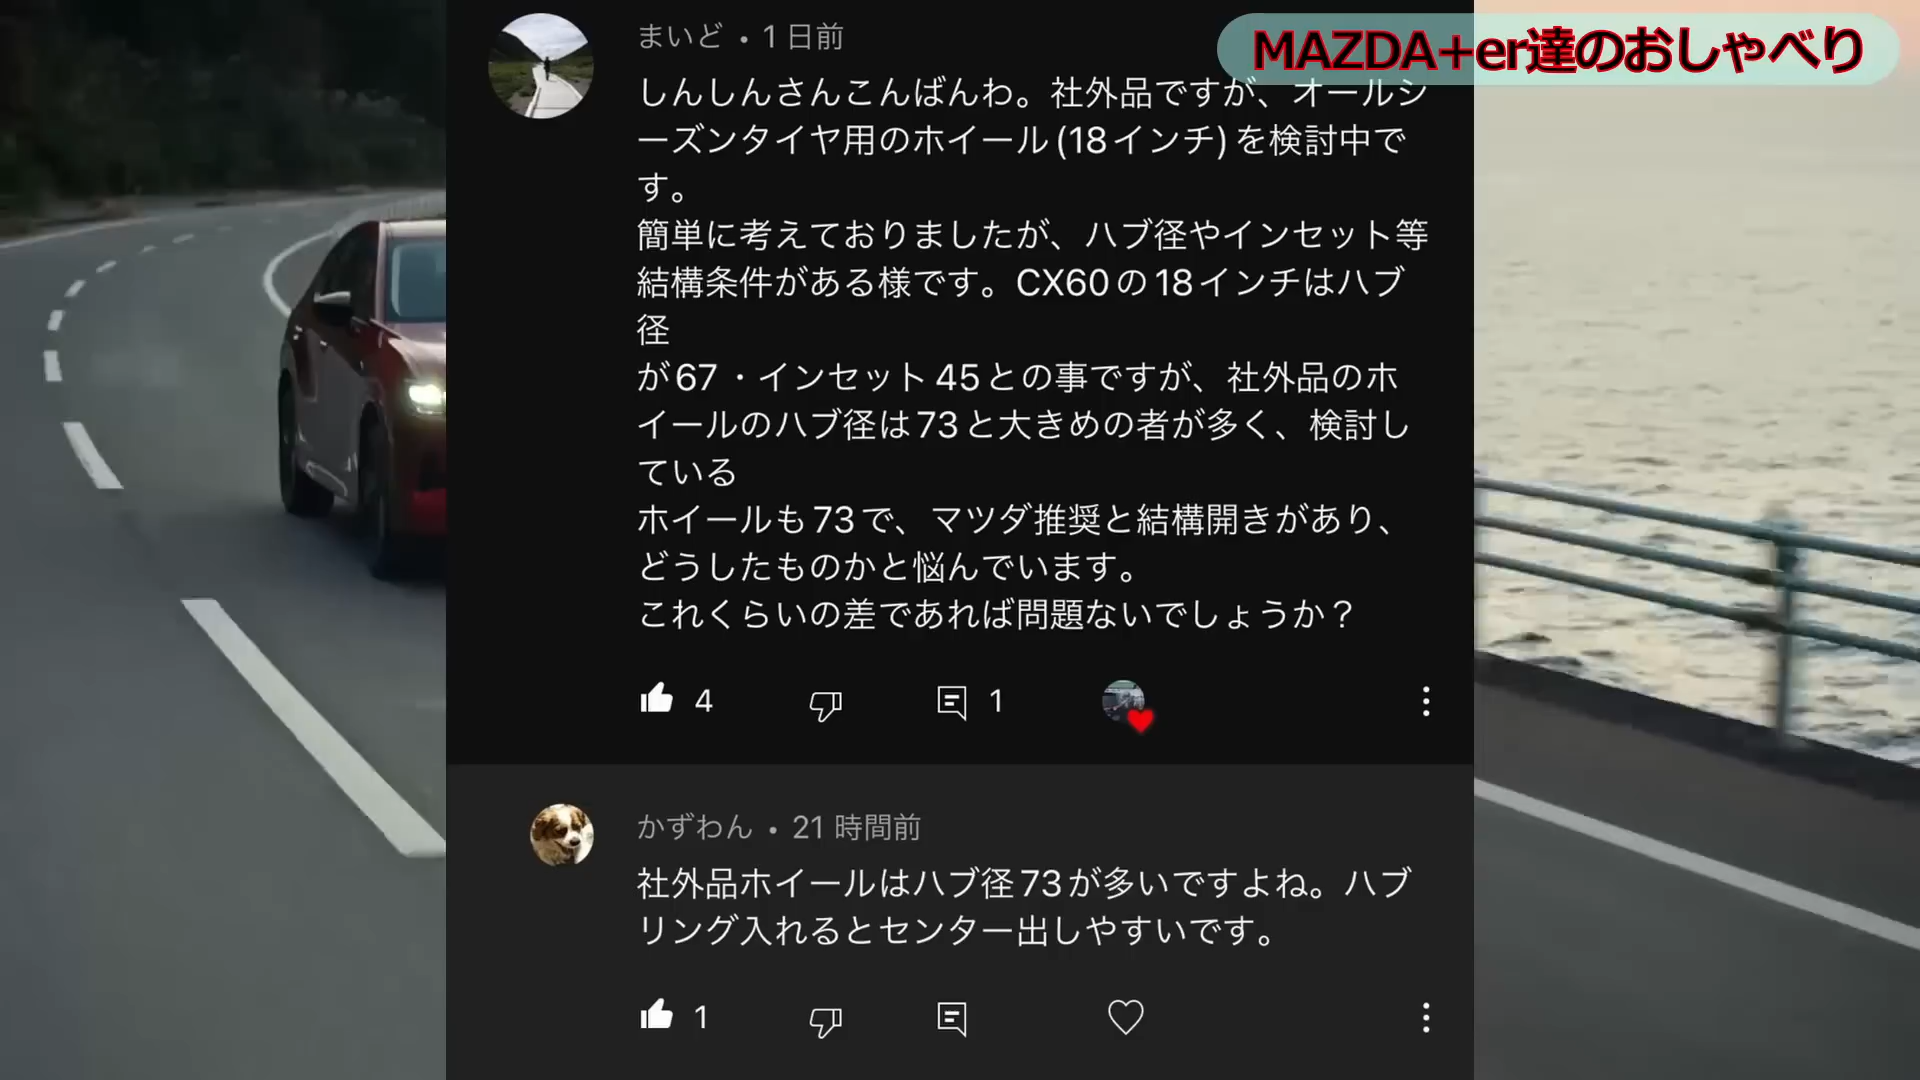 MAZDA+er達のおしゃべり
まいど・1日前
しんしんさんこんばんわ。社外品ですが、オールシ
ーズンタイヤ用のホイール(18インチ)を検討中で
す。
簡単に考えておりましたが、ハブ径やインセット等
結構条件がある様です。CX60の18インチはハブ
径
が67・インセット45との事ですが、社外品のホ
イールのハブ径は73と大きめの者が多く、検討し
ている
ホイールも73で、マツダ推奨と結構開きがあり、
どうしたものかと悩んでいます。
これくらいの差であれば問題ないでしょうか？
4
1
かずわん・21時間前
社外品ホイールはハブ径73が多いですよね。ハブ
リング入れるとセンター出しやすいです。
1